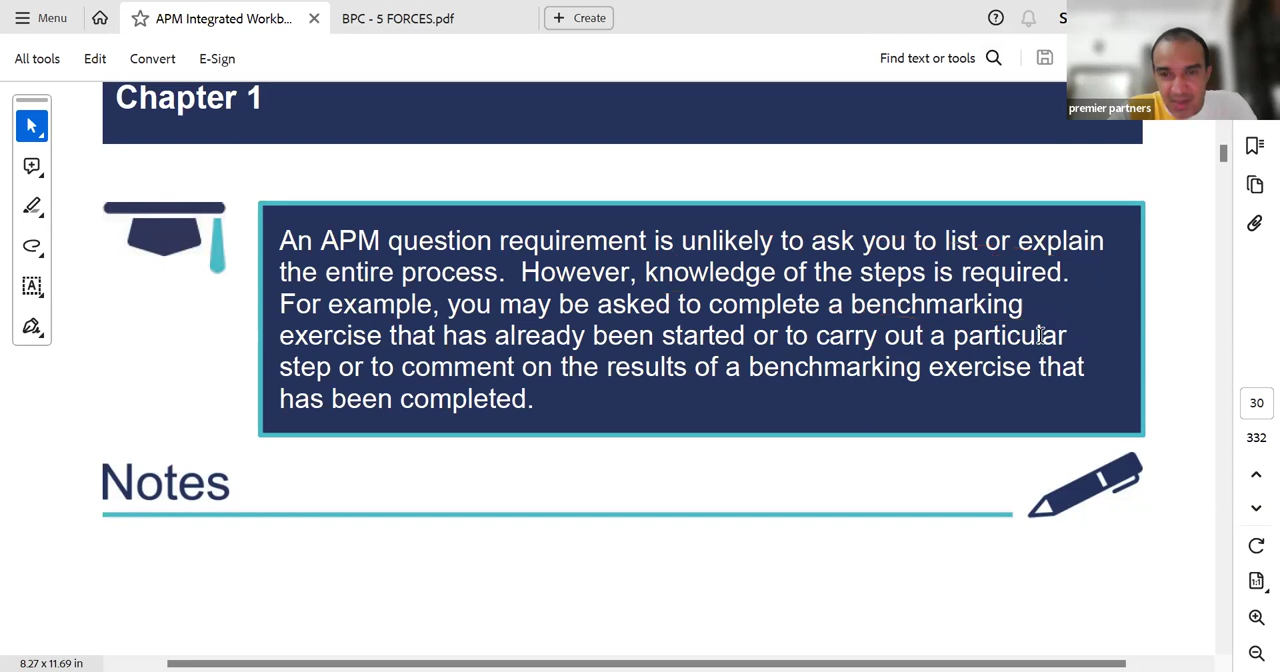 Menu
APM Integrated Workb...
BPC - 5 FORCES.pdf
Create
S
All tools
Edit
Convert
E-Sign
Find text or tools
premier partners
Chapter 1
An APM question requirement is unlikely to ask you to list or explain
the entire process. However, knowledge of the steps is required.
For example, you may be asked to complete a benchmarking
exercise that has already been started or to carry out a particular
step or to comment on the results of a benchmarking exercise that
has been completed.
Notes
30
332
1:1
8.27 x 11.69 in